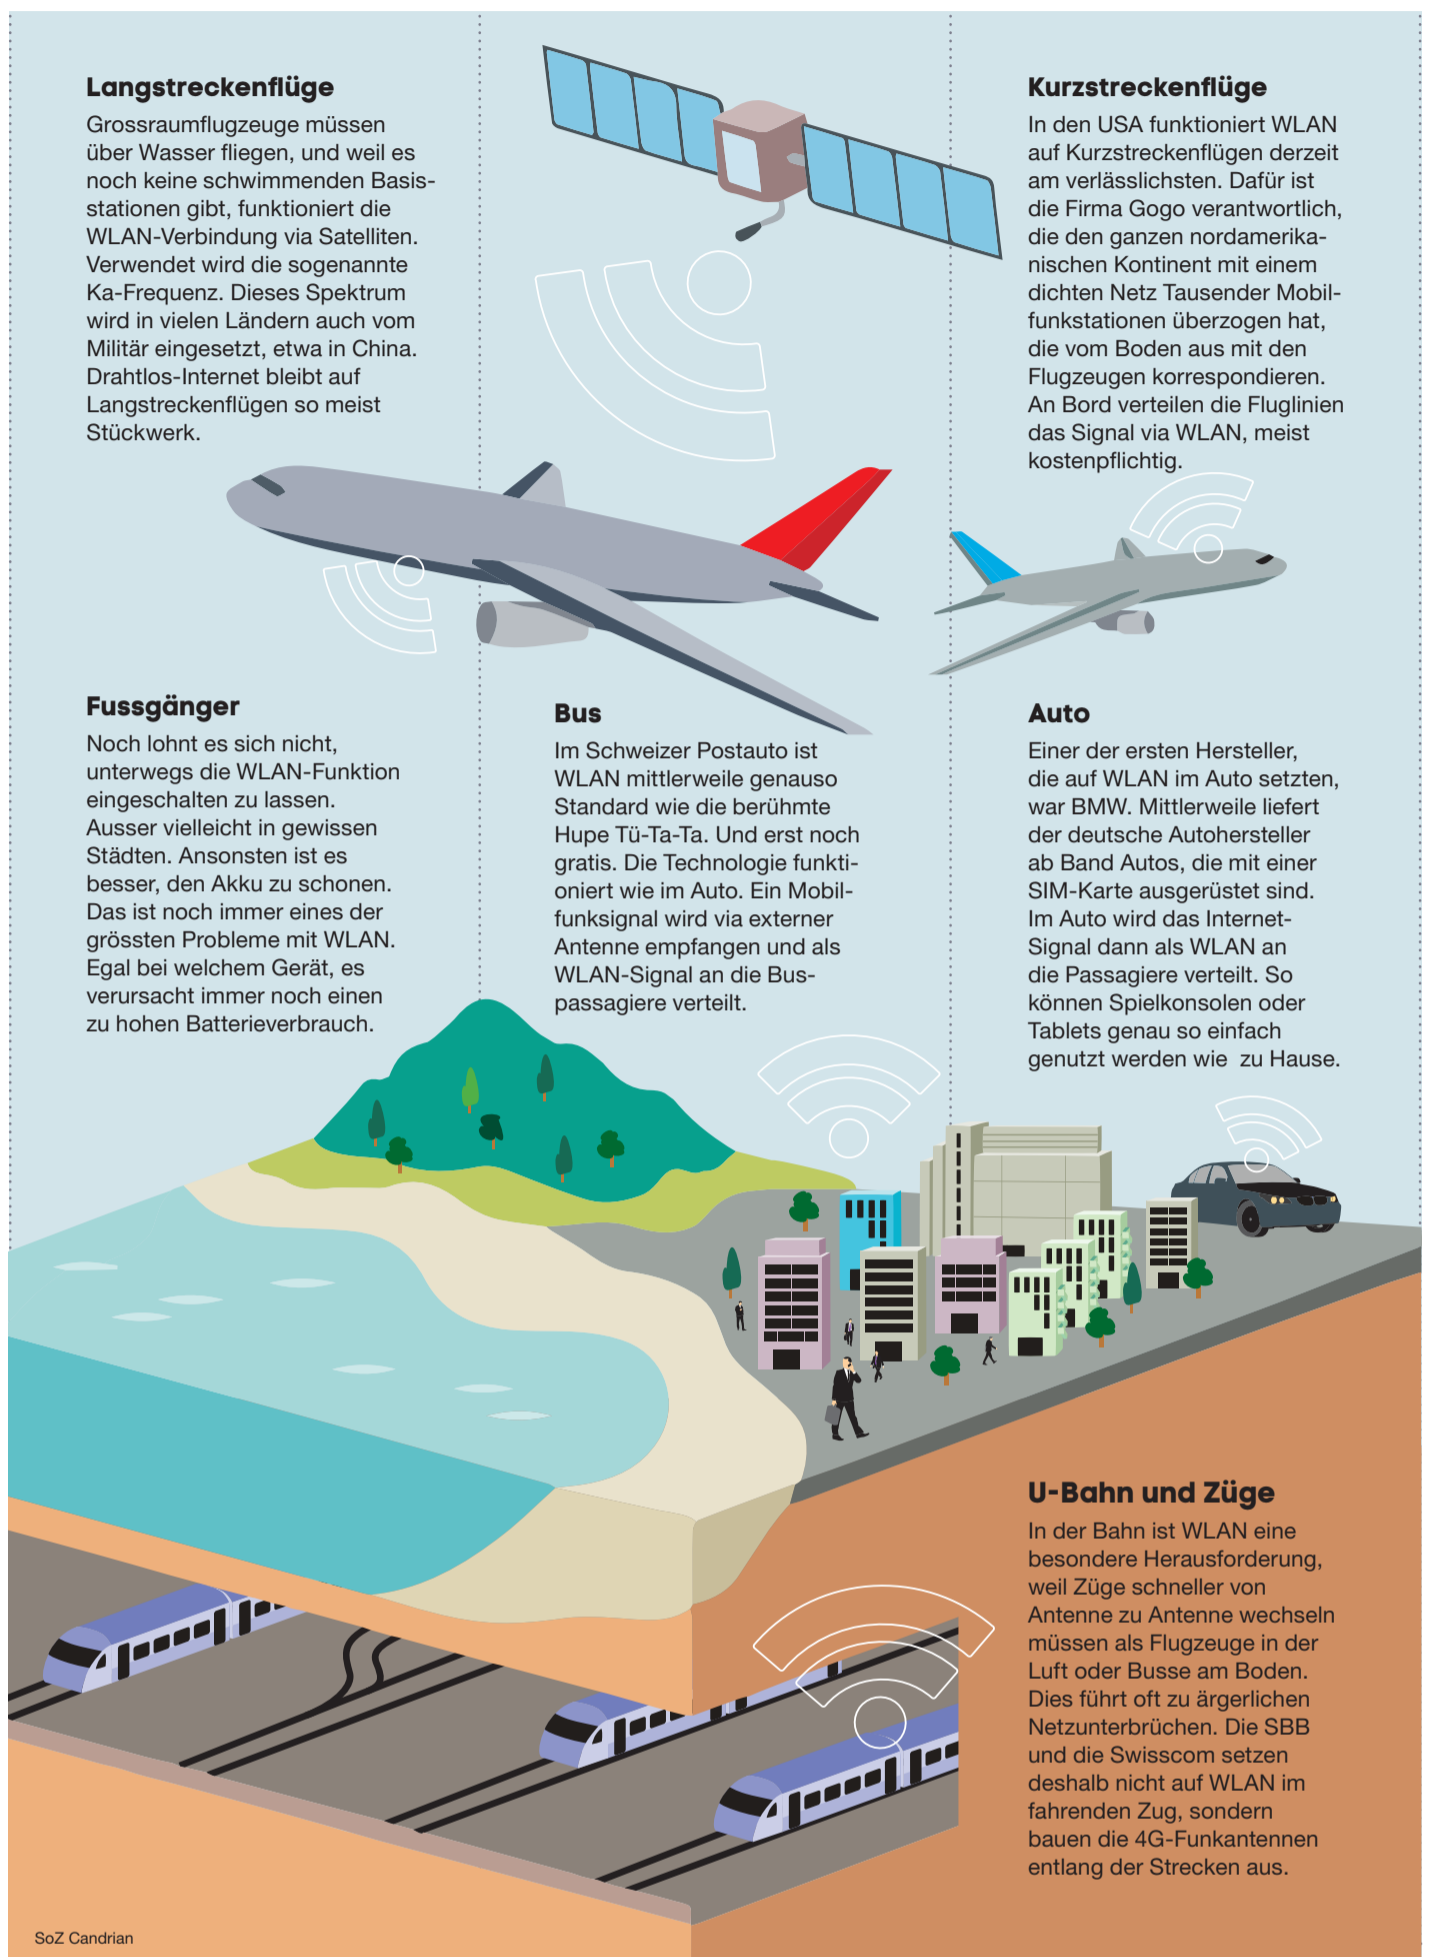 Langstreckenflüge
Grossraumflugzeuge müssen
über Wasser fliegen, und weil es
noch keine schwimmenden Basis-
stationen gibt, funktioniert die
WLAN-Verbindung via Satelliten.
Verwendet wird die sogenannte
Ka-Frequenz. Dieses Spektrum
wird in vielen Ländern auch vom
Militär eingesetzt, etwa in China.
Drahtlos-Internet bleibt auf
Langstreckenflügen so meist
Stückwerk.
Kurzstreckenflüge
In den USA funktioniert WLAN
auf Kurzstreckenflügen derzeit
am verlässlichsten. Dafür ist
die Firma Gogo verantwortlich,
die den ganzen nordamerika-
nischen Kontinent mit einem
dichten Netz Tausender Mobil-
funkstationen überzogen hat,
die vom Boden aus mit den
Flugzeugen korrespondieren.
An Bord verteilen die Fluglinien
das Signal via WLAN, meist
kostenpflichtig.
Fussgänger
Noch lohnt es sich nicht,
unterwegs die WLAN-Funktion
eingeschalten zu lassen.
Ausser vielleicht in gewissen
Städten. Ansonsten ist es
besser, den Akku zu schonen.
Das ist noch immer eines der
grössten Probleme mit WLAN.
Egal bei welchem Gerät, es
verursacht immer noch einen
zu hohen Batterieverbrauch.
Bus
Im Schweizer Postauto ist
WLAN mittlerweile genauso
Standard wie die berühmte
Hupe Tü-Ta-Ta. Und erst noch
gratis. Die Technologie funkti-
oniert wie im Auto. Ein Mobil-
funksignal wird via externer
Antenne empfangen und als
WLAN-Signal an die Bus-
passagiere verteilt.
Auto
Einer der ersten Hersteller,
die auf WLAN im Auto setzten,
war BMW. Mittlerweile liefert
der deutsche Autohersteller
ab Band Autos, die mit einer
SIM-Karte ausgerüstet sind.
Im Auto wird das Internet-
Signal dann als WLAN an
die Passagiere verteilt. So
können Spielkonsolen oder
Tablets genau so einfach
genutzt werden wie  zu Hause.
U-Bahn und Züge
In der Bahn ist WLAN eine
besondere Herausforderung,
weil Züge schneller von
Antenne zu Antenne wechseln
müssen als Flugzeuge in der
Luft oder Busse am Boden.
Dies führt oft zu ärgerlichen
Netzunterbrüchen. Die SBB
und die Swisscom setzen
deshalb nicht auf WLAN im
fahrenden Zug, sondern
bauen die 4G-Funkantennen
entlang der Strecken aus.
SoZ Candrian